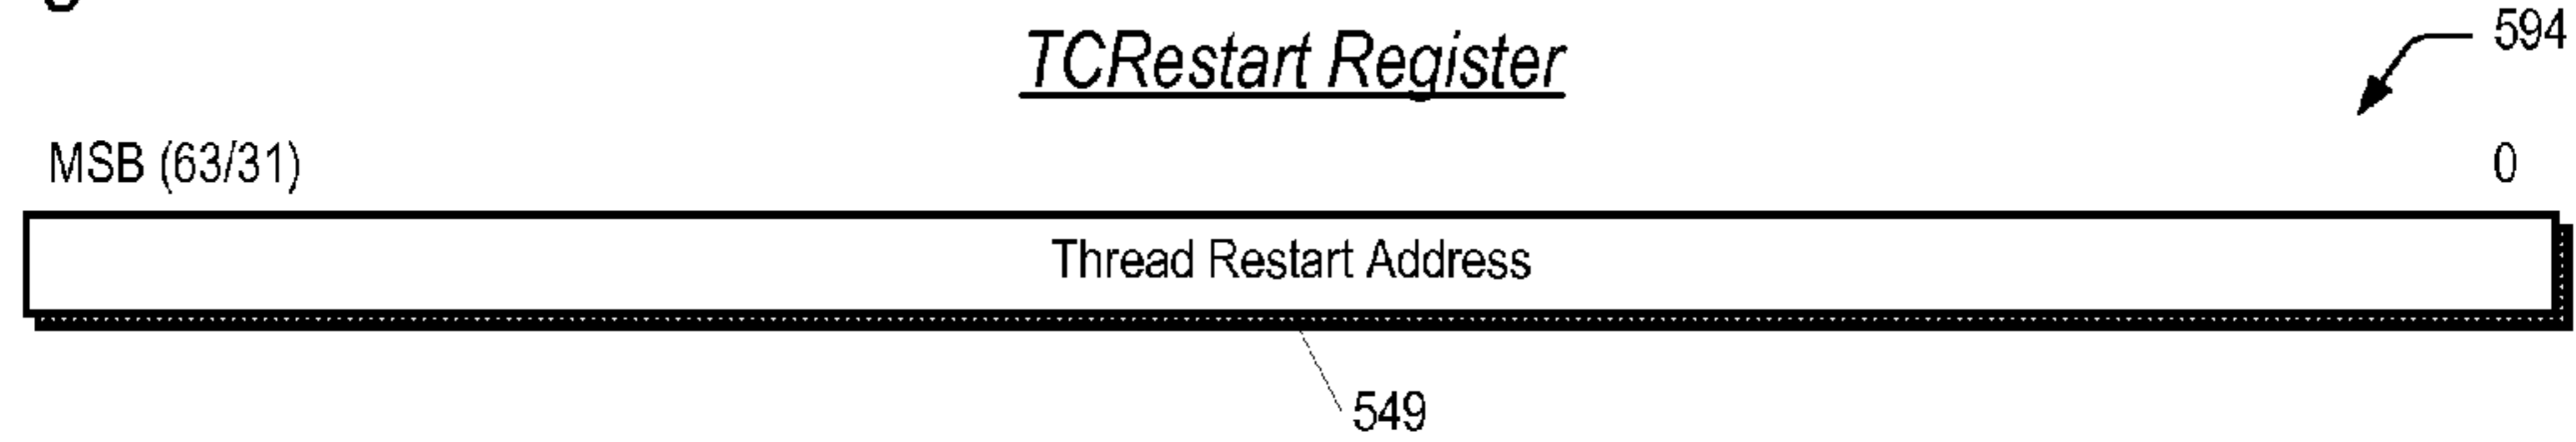 TCRestart Register
594
MSB (63/31)
0
Thread Restart Address
549